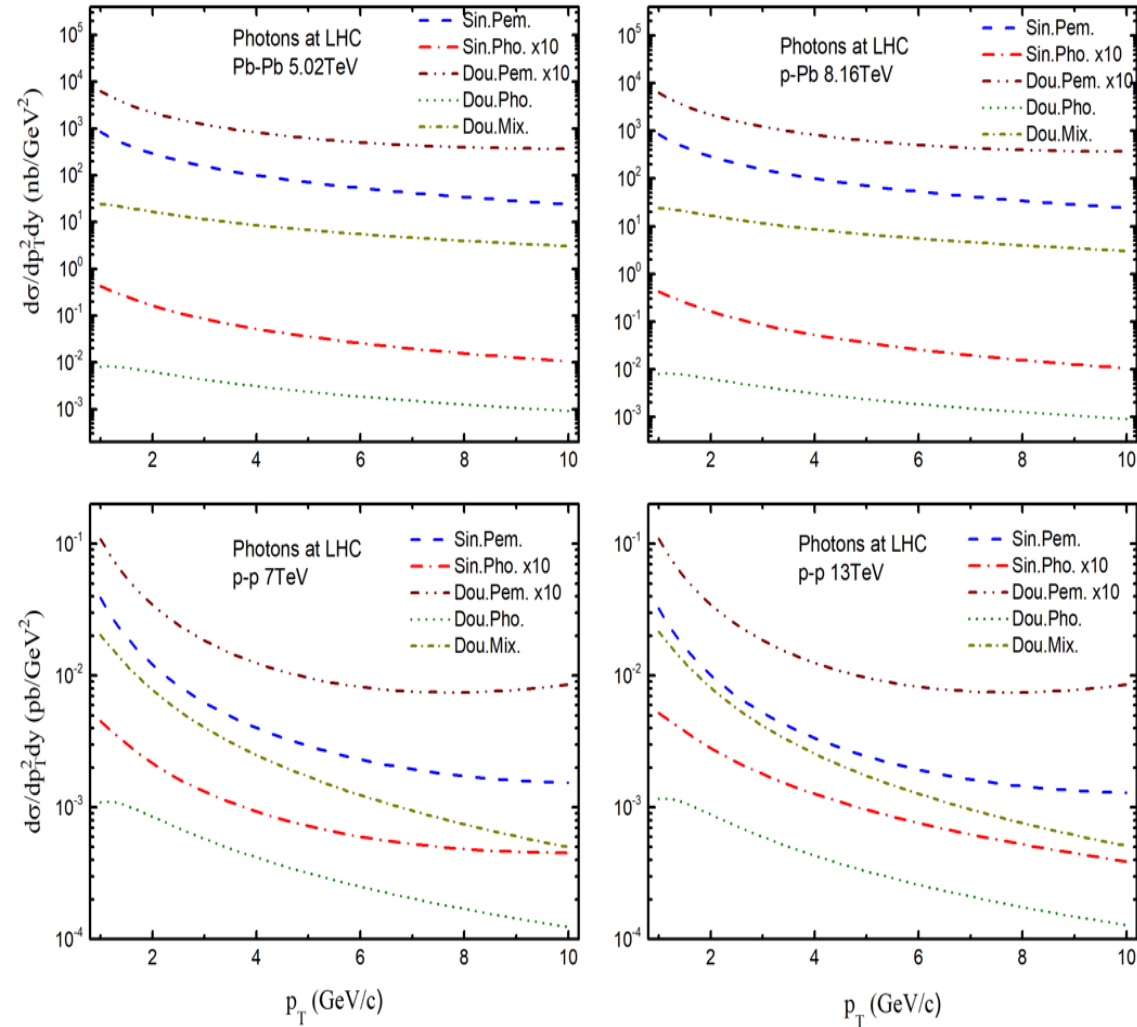 Photons at LHC
Pb-Pb 5.02TeV
Sin.Pem.
Sin.Pho. x10
Dou.Pem. x10
Dou.Pho.
Dou.Mix.
10^5
10^4
10^3
10^2
10^1
10^0
10^-1
10^-2
10^-3
dσ/dp_T^2dy (nb/GeV^2)
2 4 6 8 10
Photons at LHC
p-Pb 8.16TeV
Sin.Pem.
Sin.Pho. x10
Dou.Pem. x10
Dou.Pho.
Dou.Mix.
10^5
10^4
10^3
10^2
10^1
10^0
10^-1
10^-2
10^-3
2 4 6 8 10
Photons at LHC
p-p 7TeV
Sin.Pem.
Sin.Pho. x10
Dou.Pem. x10
Dou.Pho.
Dou.Mix.
10^-1
10^-2
10^-3
10^-4
dσ/dp_T^2dy (pb/GeV^2)
2 4 6 8 10
p_T (GeV/c)
Photons at LHC
p-p 13TeV
Sin.Pem.
Sin.Pho. x10
Dou.Pem. x10
Dou.Pho.
Dou.Mix.
10^-1
10^-2
10^-3
10^-4
2 4 6 8 10
p_T (GeV/c)